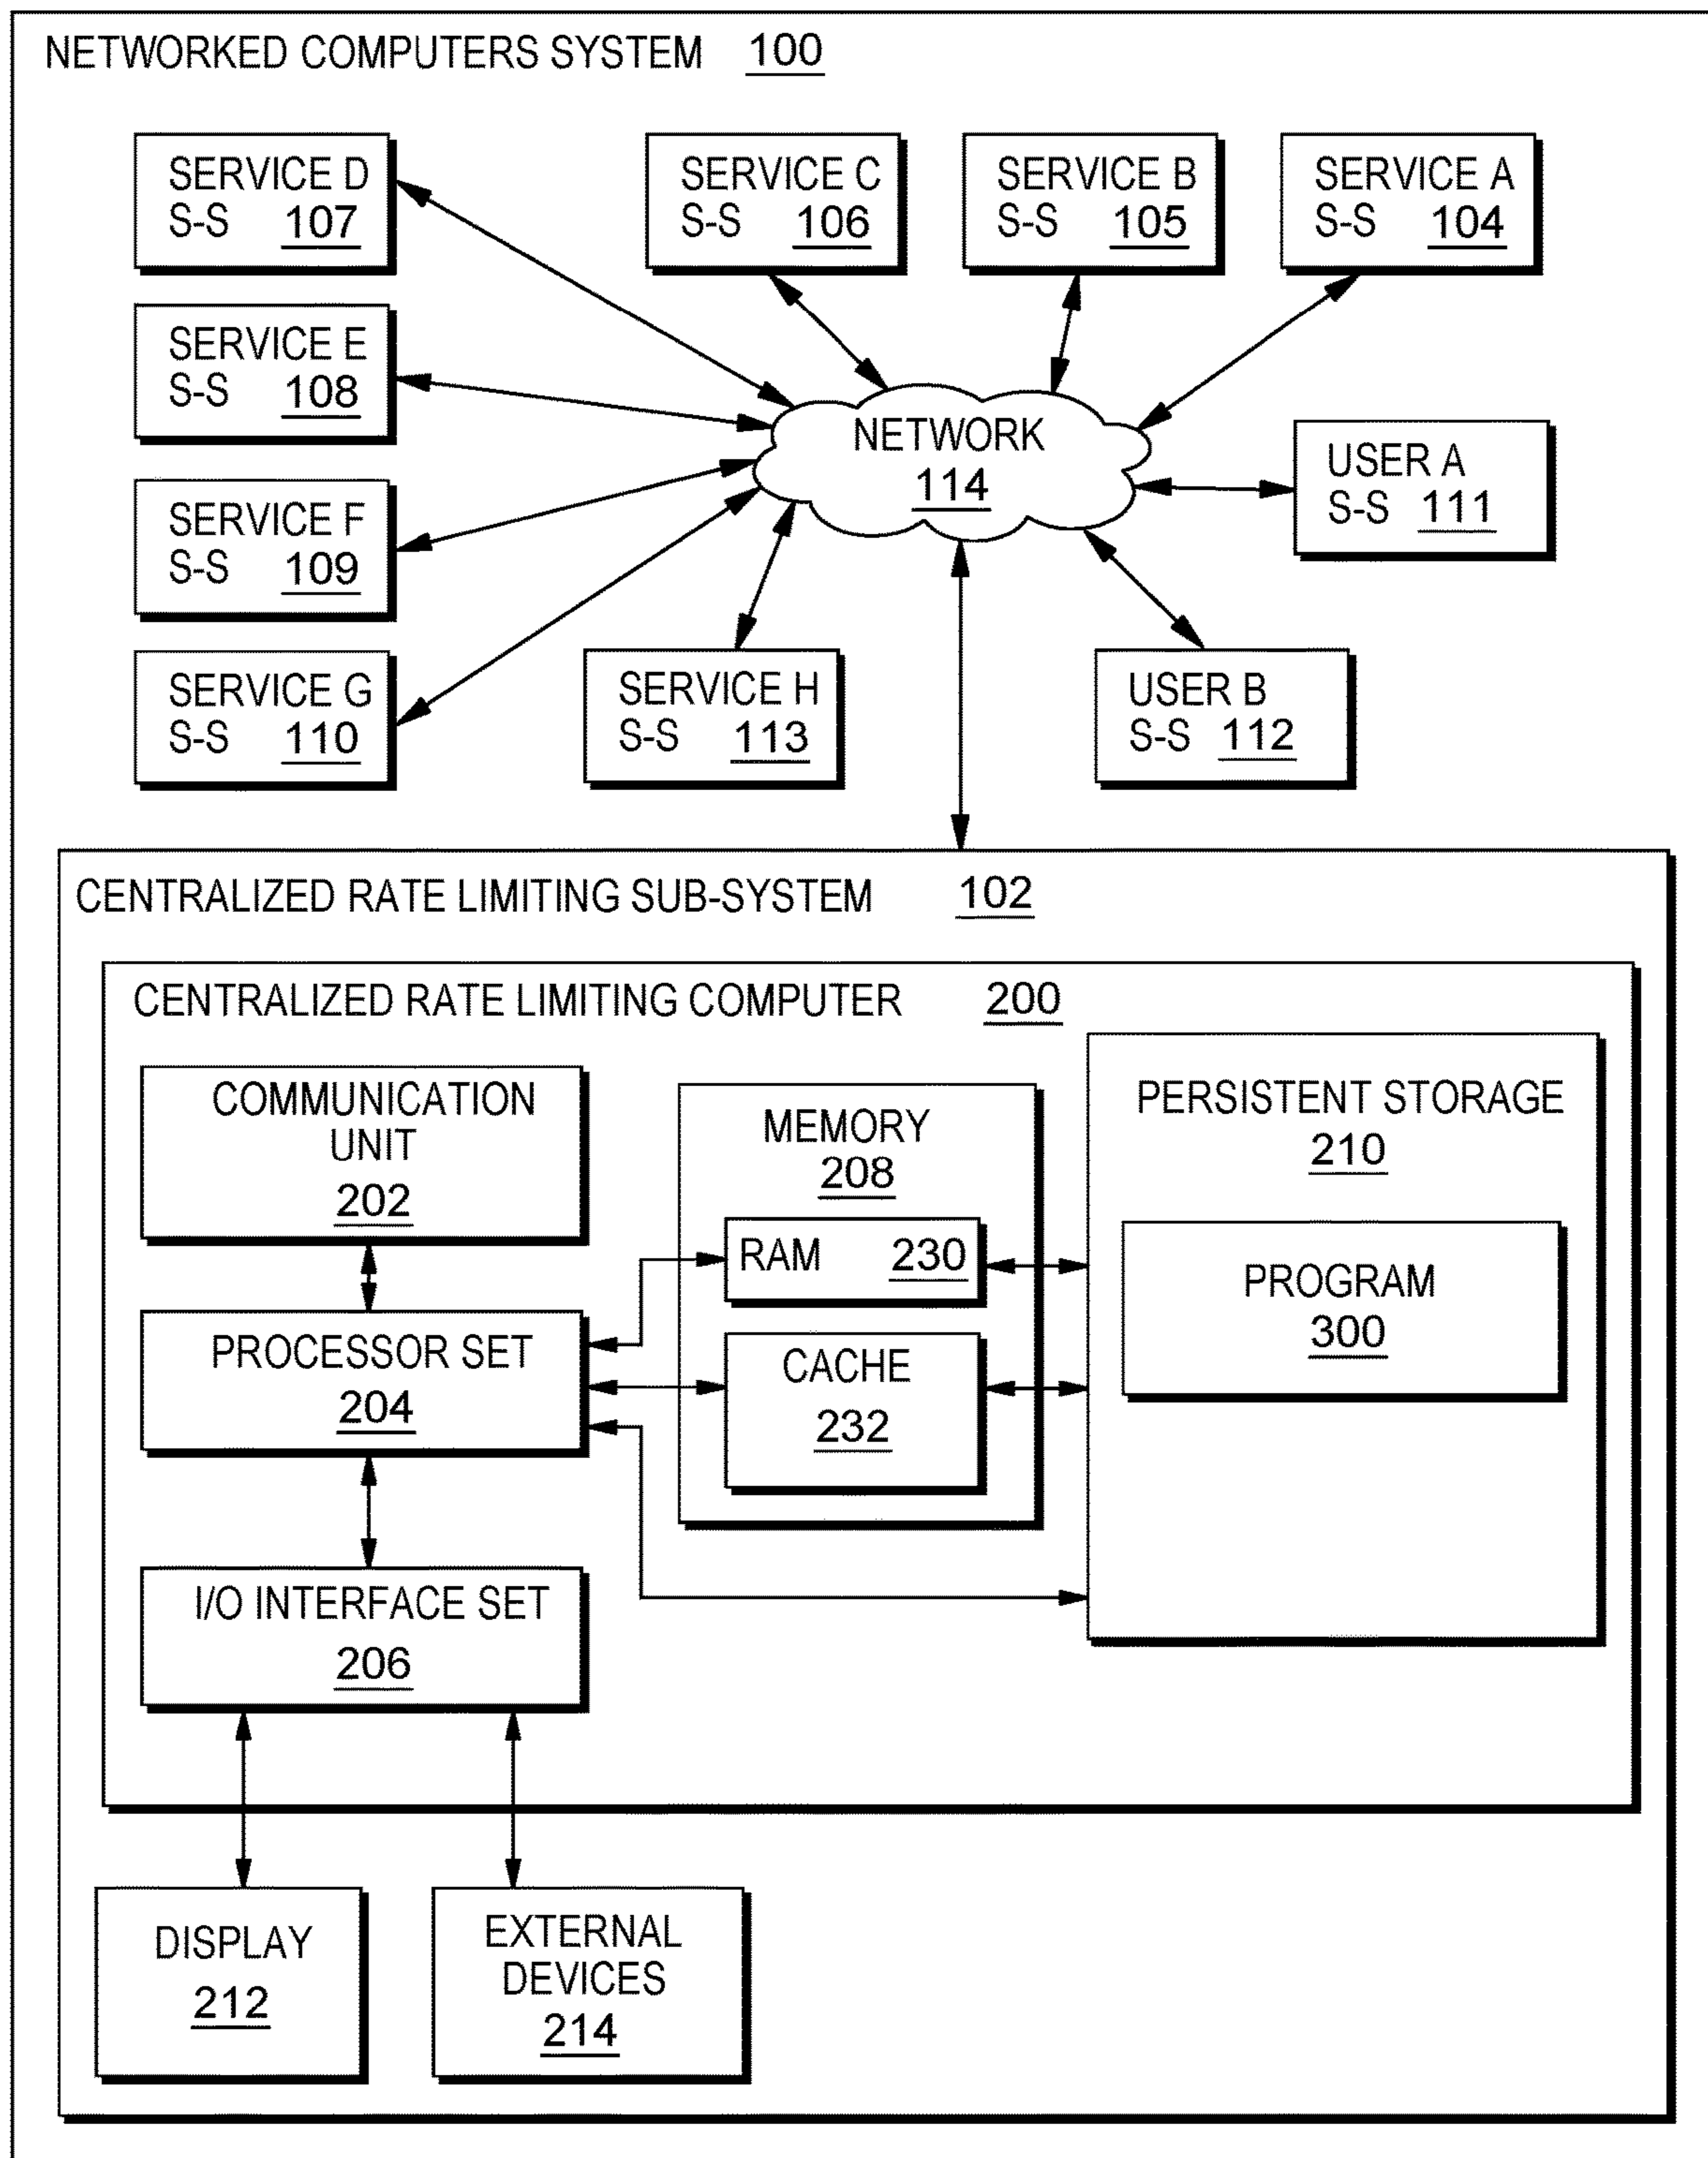 NETWORKED COMPUTERS SYSTEM 100
SERVICE D
S-S 107
SERVICE C
S-S 106
SERVICE B
S-S 105
SERVICE A
S-S 104
SERVICE E
S-S 108
NETWORK
114
USER A
S-S 111
SERVICE F
S-S 109
SERVICE G
S-S 110
SERVICE H
S-S 113
USER B
S-S 112
CENTRALIZED RATE LIMITING SUB-SYSTEM 102
CENTRALIZED RATE LIMITING COMPUTER 200
COMMUNICATION
UNIT
202
MEMORY
208
PERSISTENT STORAGE
210
RAM 230
PROGRAM
300
PROCESSOR SET
204
CACHE
232
I/O INTERFACE SET
206
DISPLAY
212
EXTERNAL
DEVICES
214